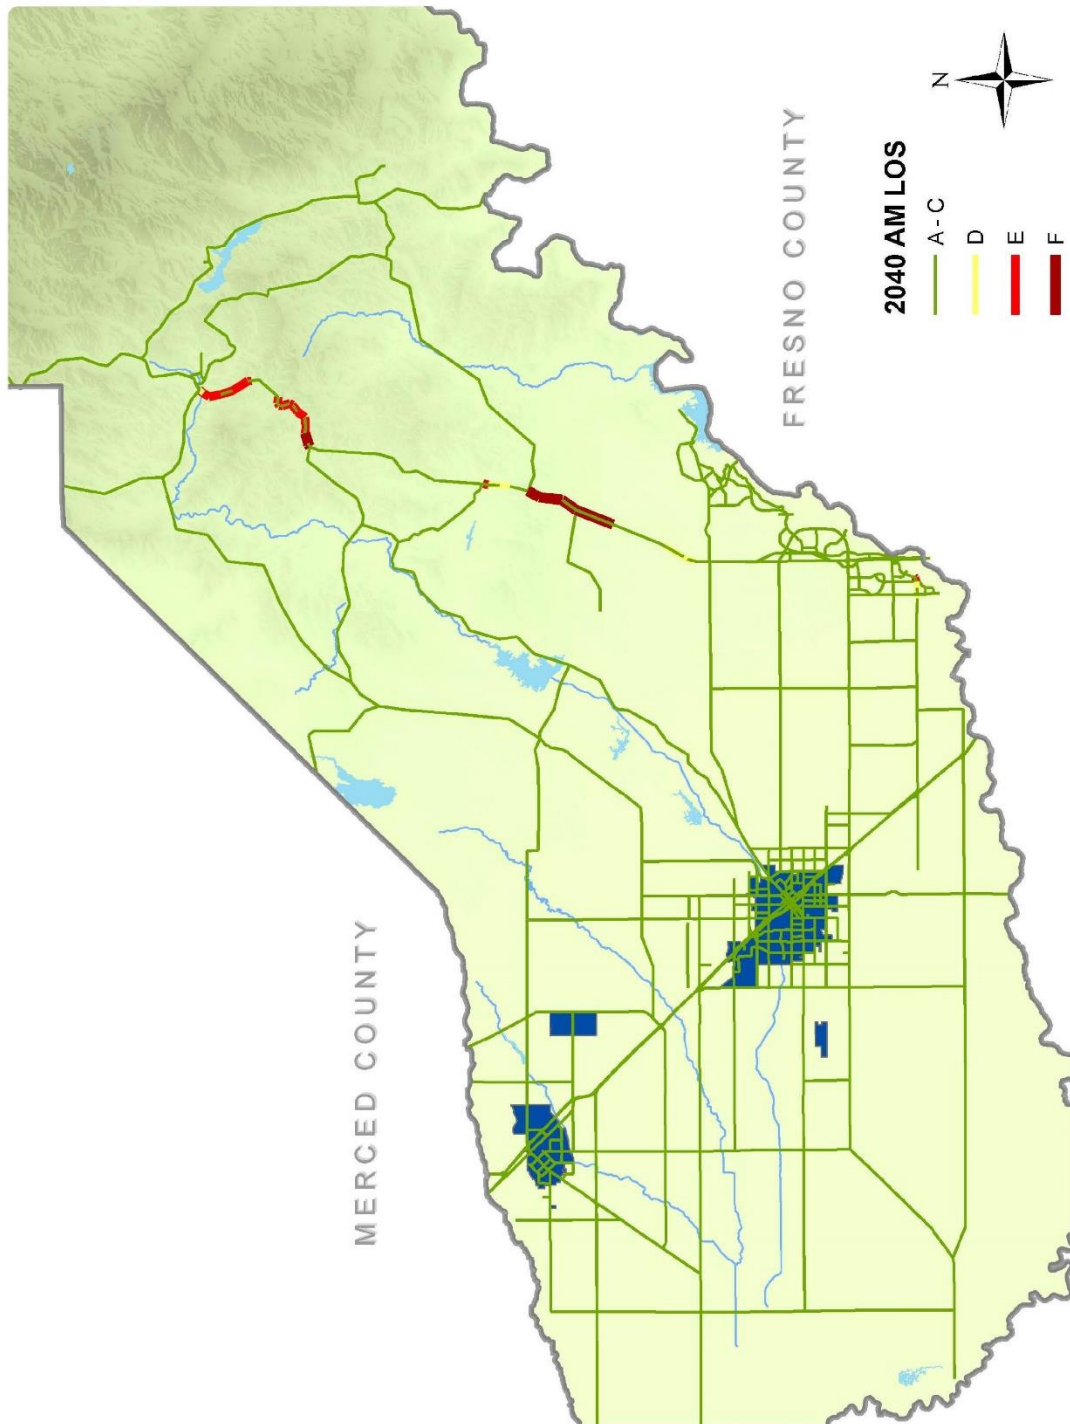 MERCED COUNTY
FRESNO COUNTY
N
2040 AM LOS
A - C
D
E
F